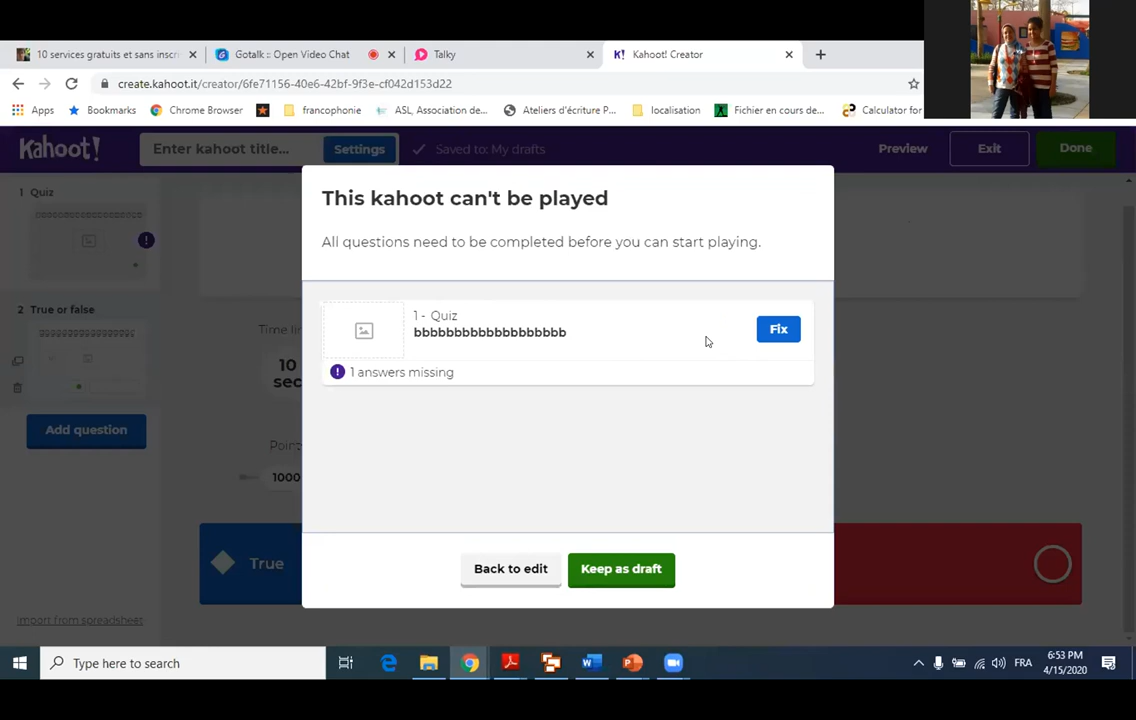 10 services gratuits et sans inscri
Gotalk :: Open Video Chat
Talky
K! Kahoot! Creator
create.kahoot.it/creator/6fe71156-40e6-42bf-9f3e-cf042d153d22
Apps
Bookmarks
Chrome Browser
francophonie
ASL, Association de...
Ateliers d'écriture P...
localisation
Fichier en cours de...
Calculator for
Kahoot!
Enter kahoot title...
Settings
Saved to: My drafts
Preview
Exit
Done
1 Quiz
2 True or false
Add question
Import from spreadsheet
Time li
10
sec
Point
1000
True
This kahoot can't be played
All questions need to be completed before you can start playing.
1 - Quiz
bbbbbbbbbbbbbbbbbbb
Fix
! 1 answers missing
Back to edit
Keep as draft
Type here to search
FRA
6:53 PM
4/15/2020